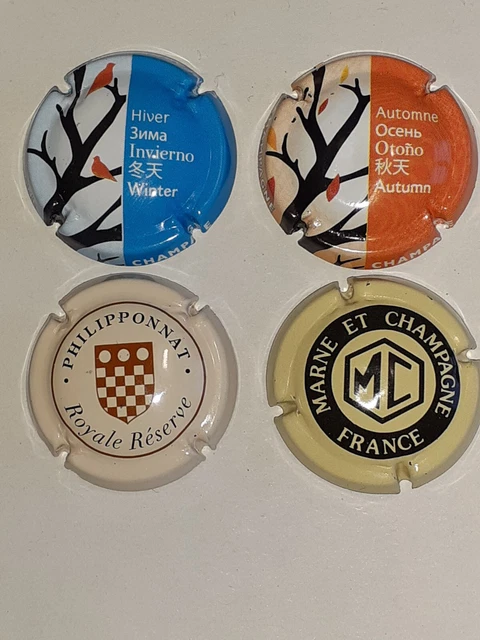 Hiver
Зима
Invierno
冬天
Winter
CHAMPA
Automne
Осень
Otoño
秋天
Autumn
CHAMPA
• PHILIPPONNAT •
Royale Réserve
MARNE ET CHAMPAGNE
MC
FRANCE